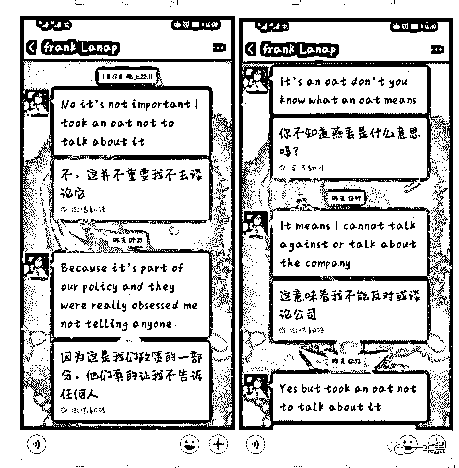 frank Lanap
No it's not important I
took an oat not to
talk about it
不，这并不重要我不去谈
论它
Because it's part of
our policy and they
were really obsessed me
not telling anyone
因为这是我们政策的一部
分，他们真的让我不告诉
任何人
frank Lanap
It's an oat don't you
know what an oat means
你不知道燕麦是什么意思
吗?
It means I cannot talk
against or talk about
the company
这意味着我不能反对或谈
论公司
Yes but took an oat not
to talk about it